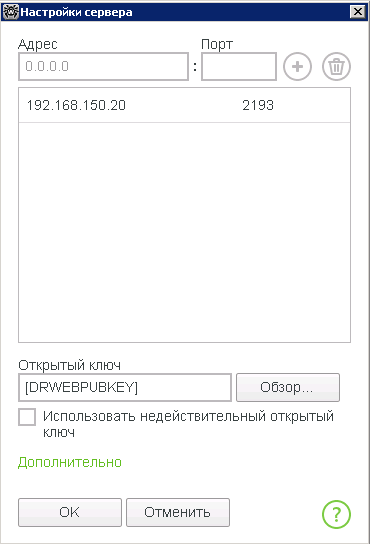 Настройки сервера
Адрес Порт
0.0.0.0 :
192.168.150.20 2193
Открытый ключ
[DRWEBPUBKEY] Обзор...
Использовать недействительный открытый
ключ
Дополнительно
OK Отменить ?